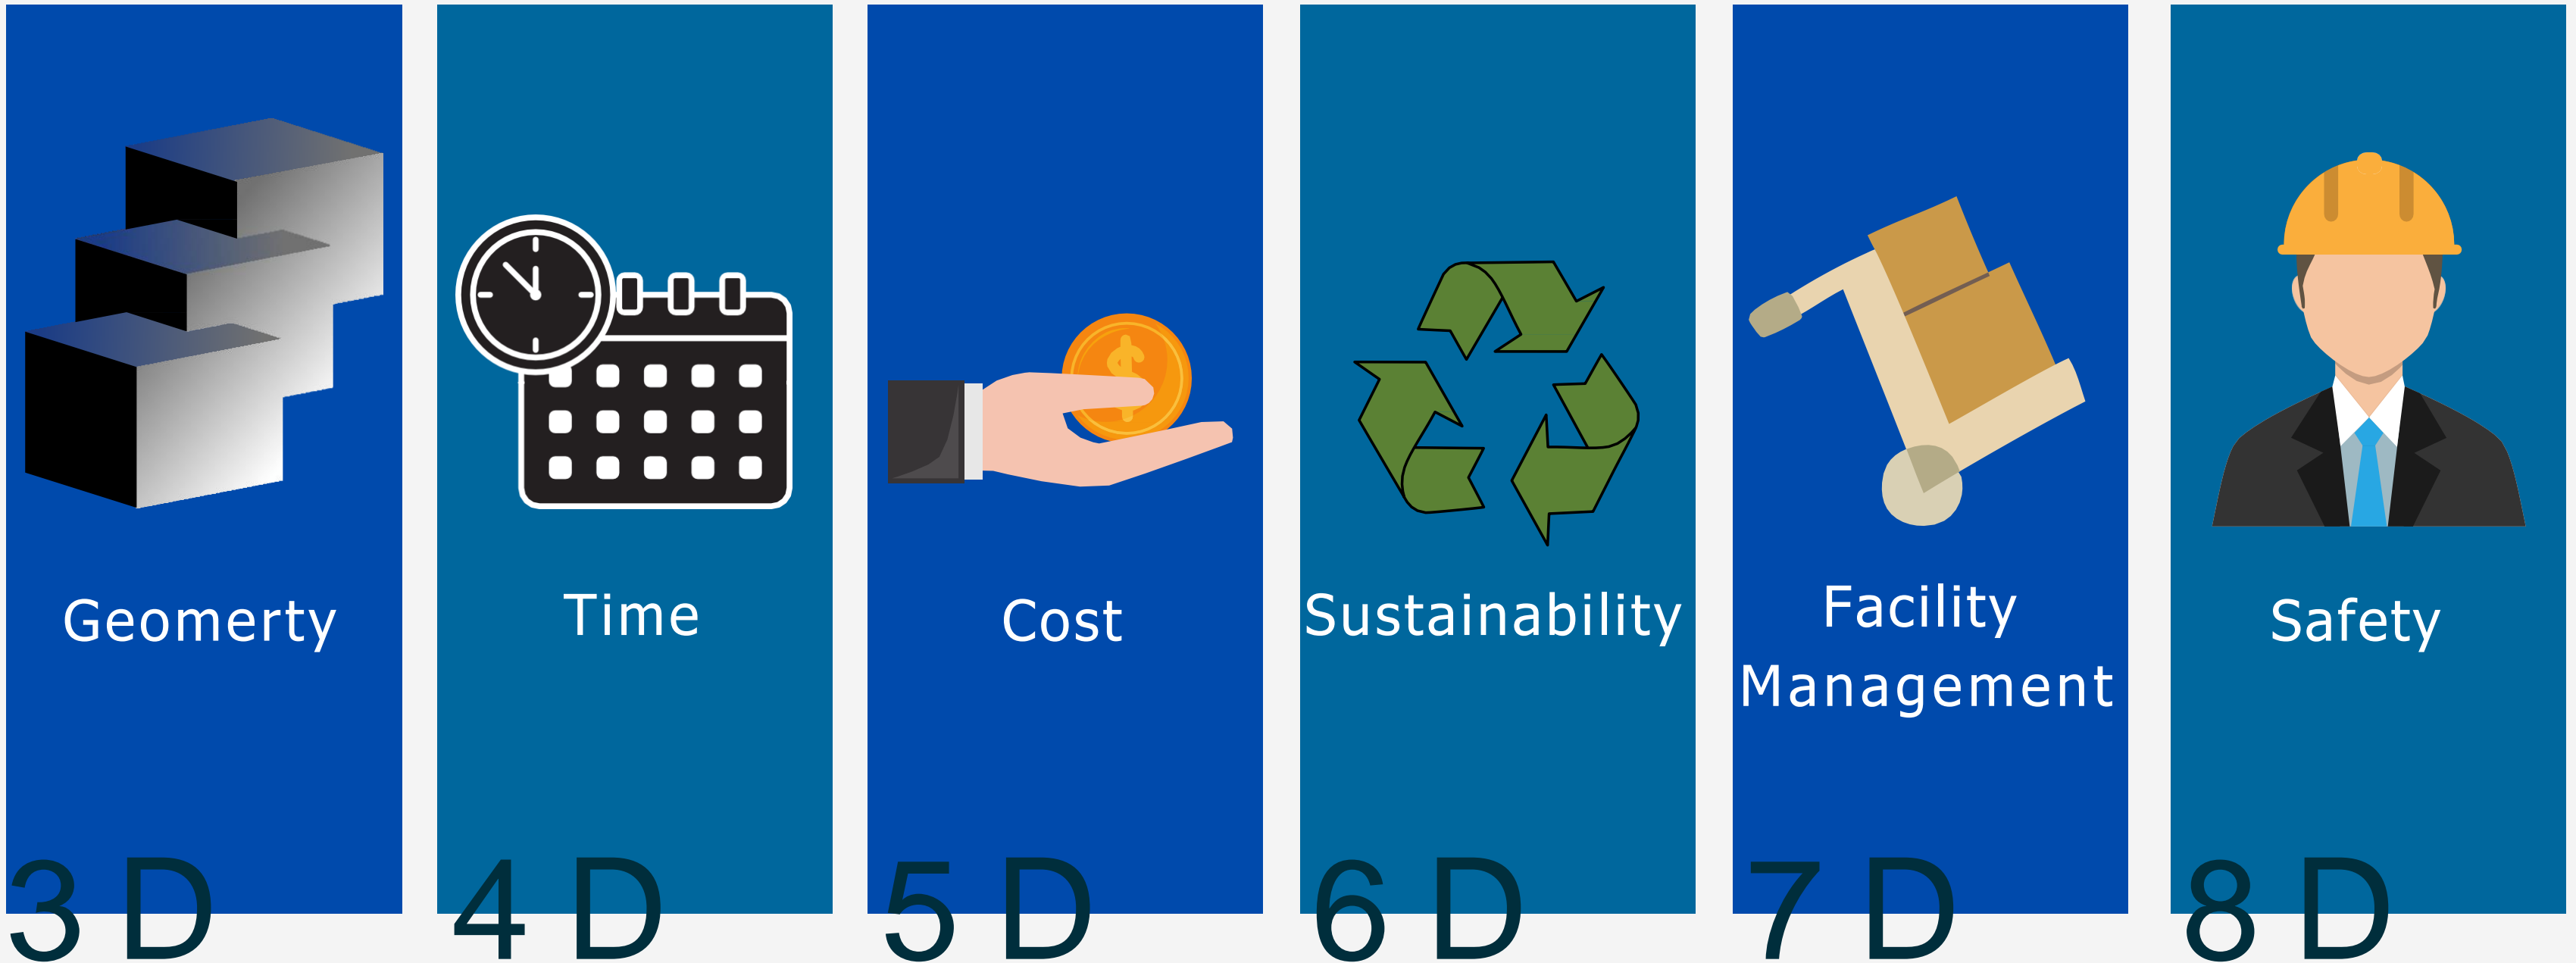 Geomerty
Time
Cost
Sustainability
Facility
Management
Safety
3 D
4 D
5 D
6 D
7 D
8 D